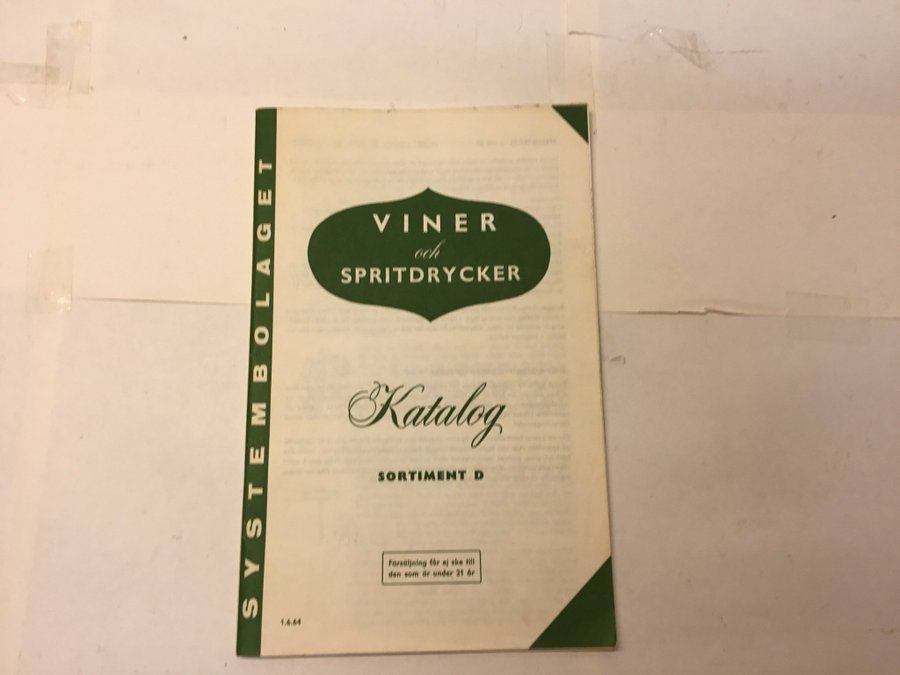 SYSTEMBOLAGET
VINER
och
SPRITDRYCKER
Katalog
SORTIMENT D
Försäljning får ej ske till
den som är under 21 år
1.6.64